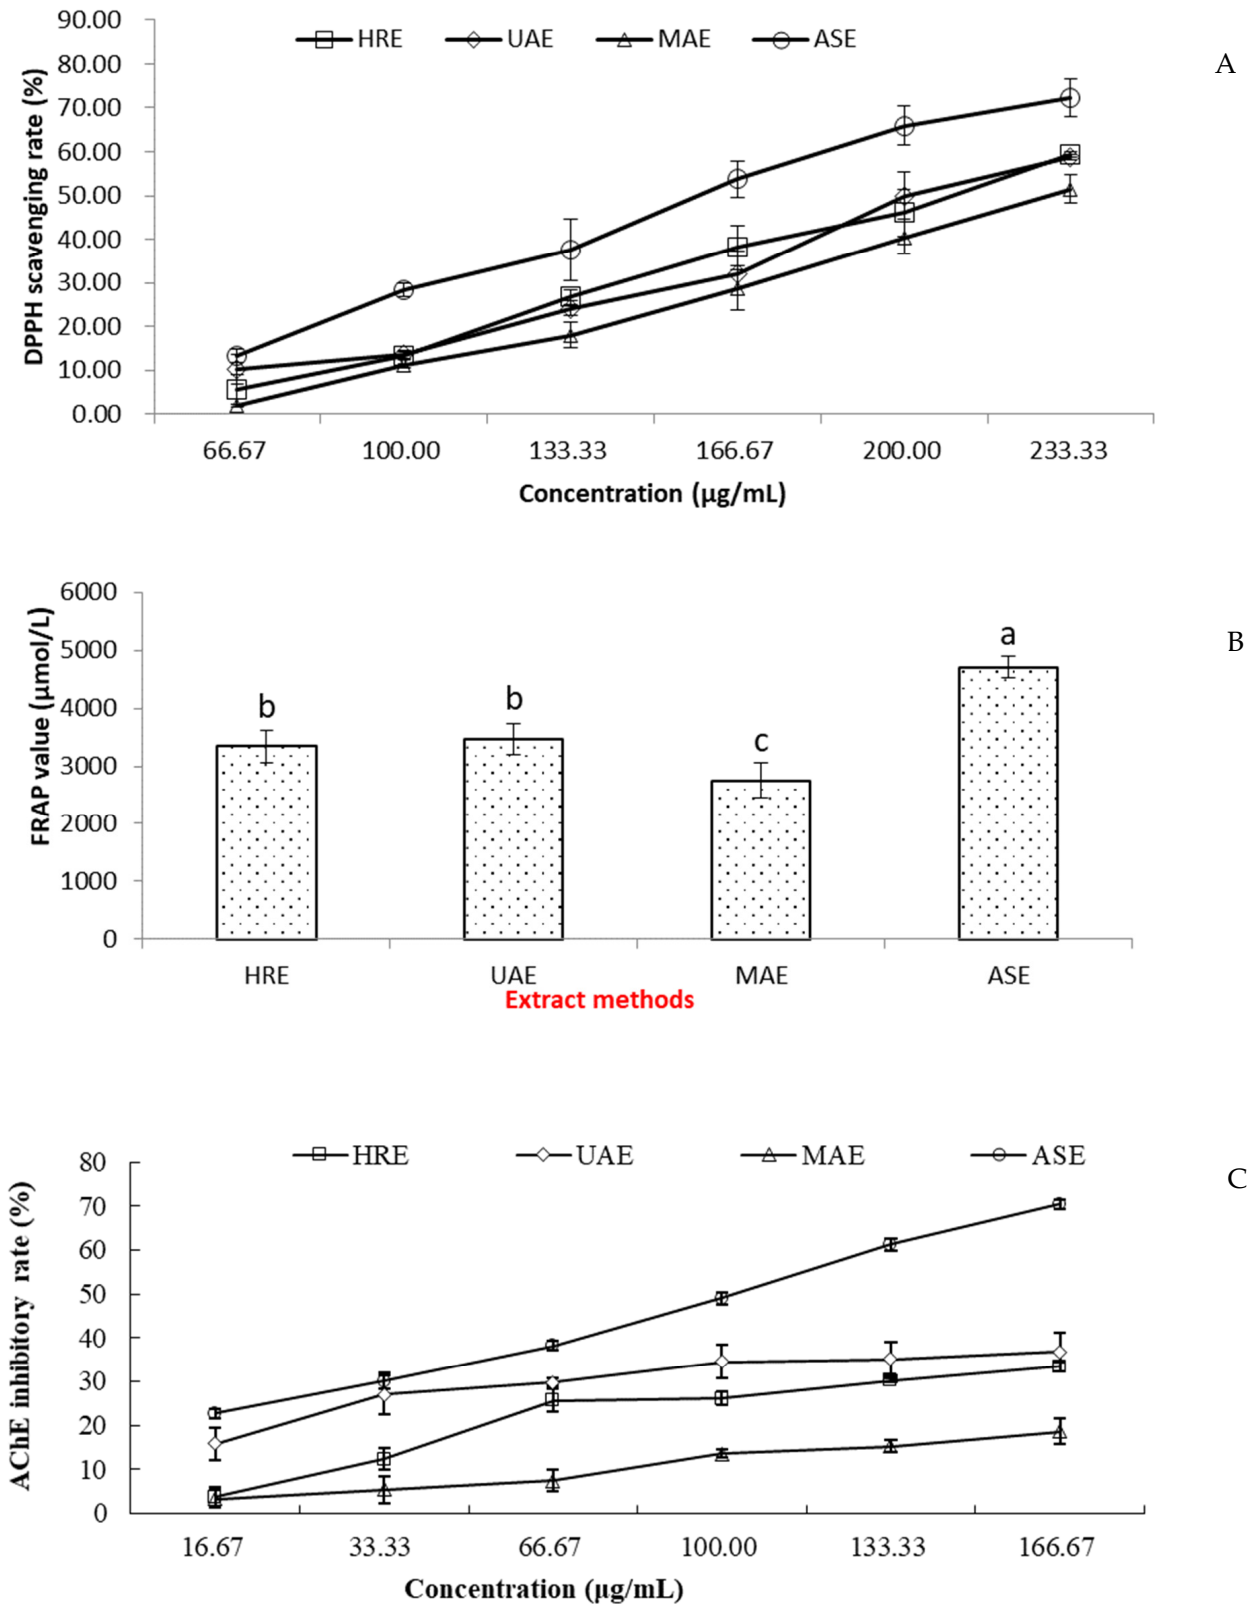 HRE UAE MAE ASE
A
DPPH scavenging rate (%)
90.00
80.00
70.00
60.00
50.00
40.00
30.00
20.00
10.00
0.00
66.67 100.00 133.33 166.67 200.00 233.33
Concentration (μg/mL)
B
FRAP value (μmol/L)
6000
5000
4000
3000
2000
1000
0
b b c a
HRE UAE MAE ASE
Extract methods
HRE UAE MAE ASE
C
AChE inhibitory rate (%)
80
70
60
50
40
30
20
10
0
16.67 33.33 66.67 100.00 133.33 166.67
Concentration (μg/mL)